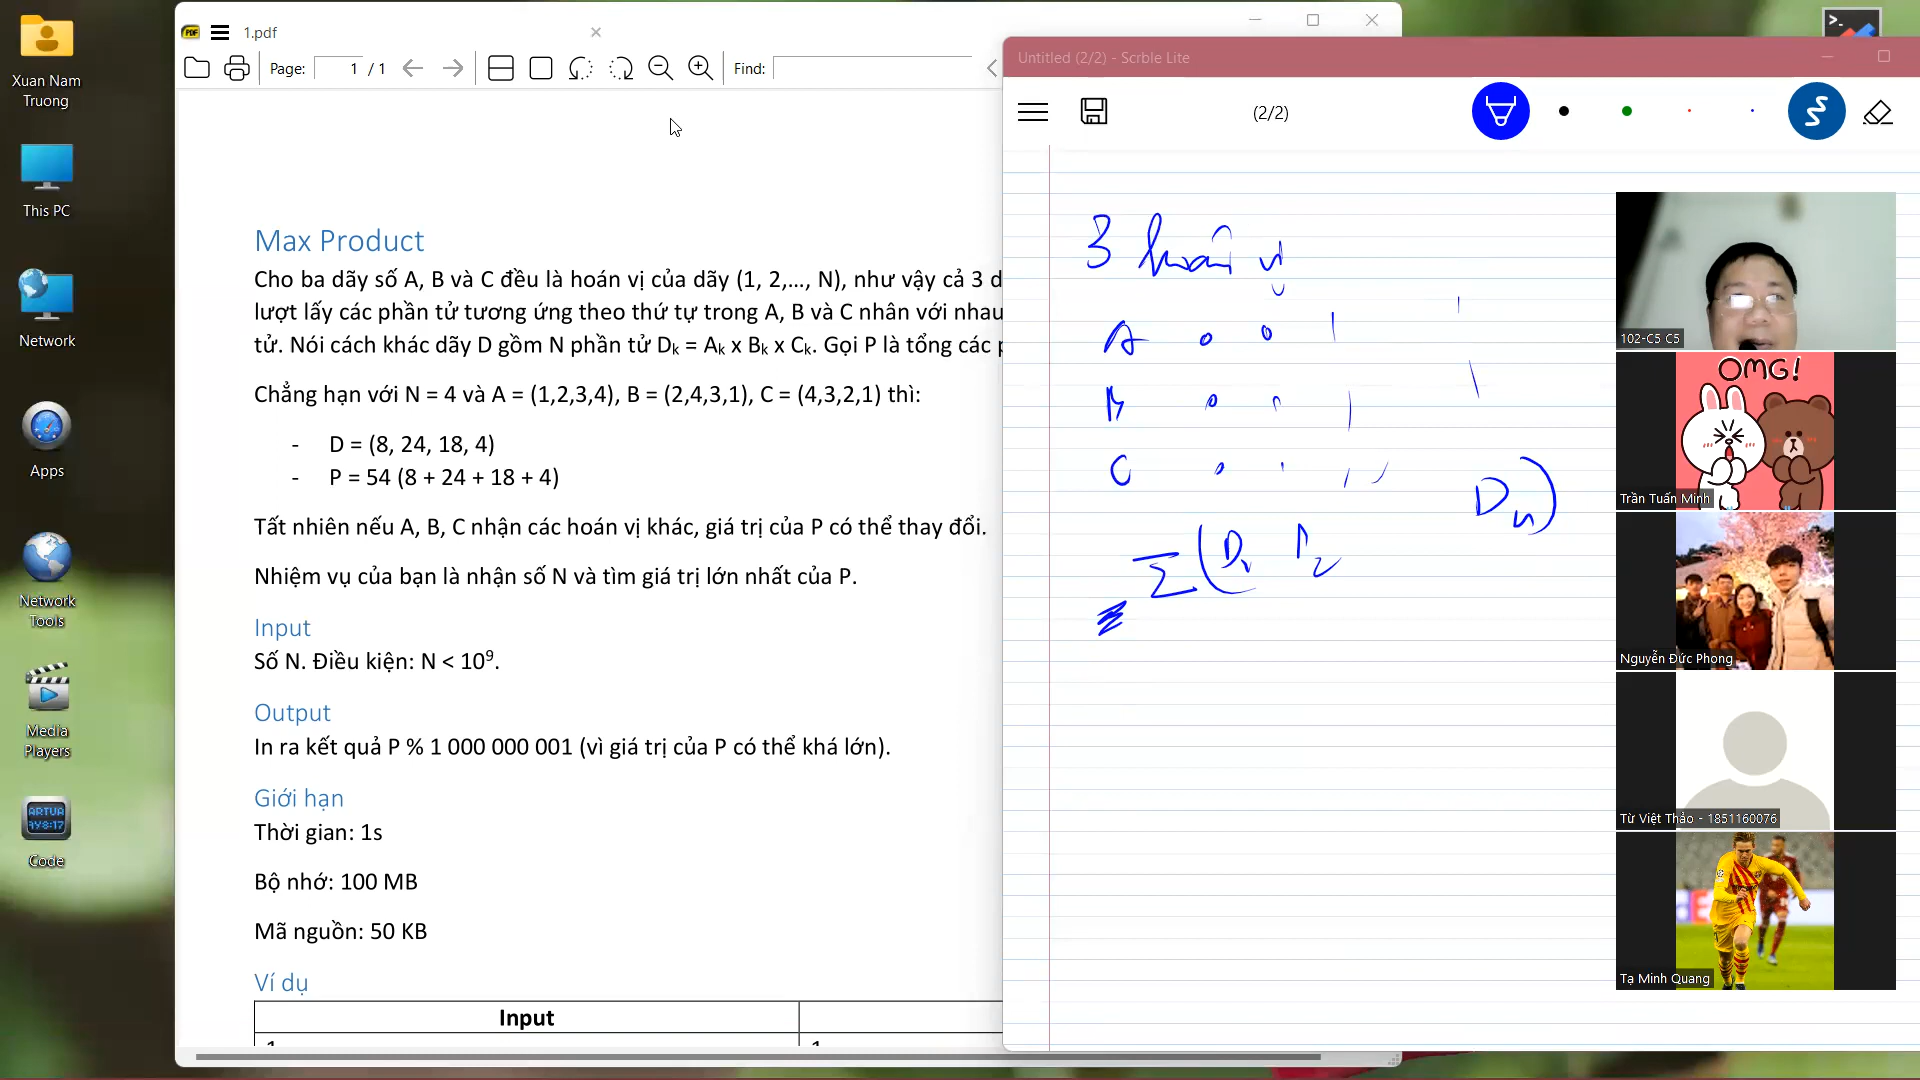 Xuan Nam
Truong
This PC
Network
Apps
Network
Tools
Media
Players
ARTUA
Code
PDF
1.pdf
Page: 1 / 1
Find:
Max Product
Cho ba dãy số A, B và C đều là hoán vị của dãy (1, 2,..., N), như vậy cả 3 d
lượt lấy các phần tử tương ứng theo thứ tự trong A, B và C nhân với nhau
tử. Nói cách khác dãy D gồm N phần tử Dₖ = Aₖ x Bₖ x Cₖ. Gọi P là tổng các p
Chẳng hạn với N = 4 và A = (1,2,3,4), B = (2,4,3,1), C = (4,3,2,1) thì:
- D = (8, 24, 18, 4)
- P = 54 (8 + 24 + 18 + 4)
Tất nhiên nếu A, B, C nhận các hoán vị khác, giá trị của P có thể thay đổi.
Nhiệm vụ của bạn là nhận số N và tìm giá trị lớn nhất của P.
Input
Số N. Điều kiện: N < 10⁹.
Output
In ra kết quả P % 1 000 000 001 (vì giá trị của P có thể khá lớn).
Giới hạn
Thời gian: 1s
Bộ nhớ: 100 MB
Mã nguồn: 50 KB
Ví dụ
Input
1 1
Untitled (2/2) - Scrble Lite
(2/2)
3 hoán vị
A
B
C
Σ (D₁ D₂ Dₙ)
102-C5 C5
OMG!
Trần Tuấn Minh
Nguyễn Đức Phong
Từ Việt Thảo - 1851160076
Tạ Minh Quang